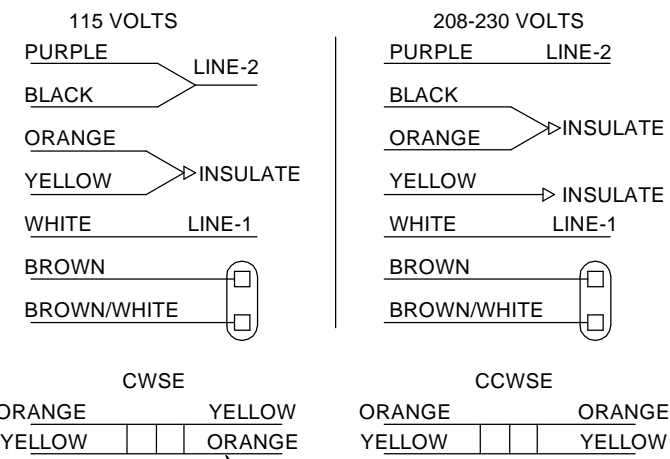 115 VOLTS
PURPLE
LINE-2
BLACK
ORANGE
INSULATE
YELLOW
WHITE LINE-1
BROWN
BROWN/WHITE
208-230 VOLTS
PURPLE LINE-2
BLACK
INSULATE
ORANGE
YELLOW
INSULATE
WHITE LINE-1
BROWN
BROWN/WHITE
CWSE
ORANGE YELLOW
YELLOW ORANGE
CCWSE
ORANGE ORANGE
YELLOW YELLOW